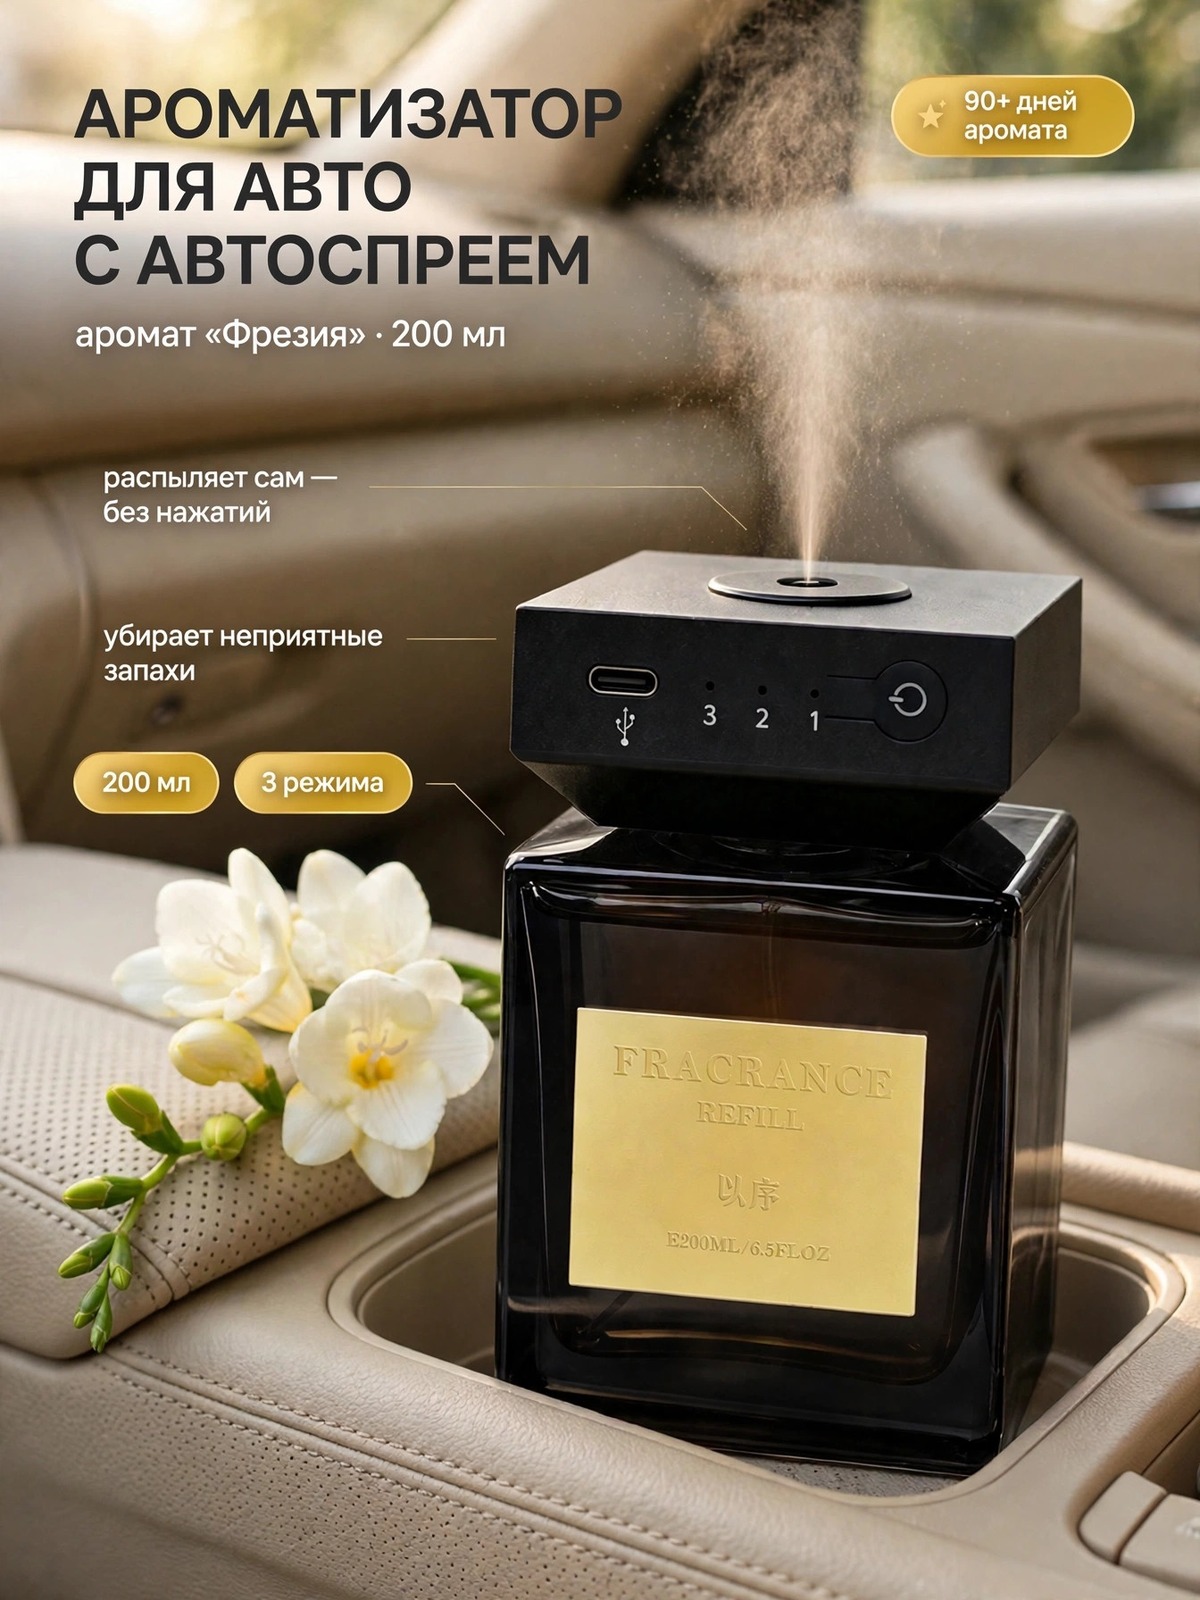 АРОМАТИЗАТОР
ДЛЯ АВТО
С АВТОСПРЕЕМ
аромат «Фрезия» · 200 мл
90+ дней
аромата
распыляет сам —
без нажатий
убирает неприятные
запахи
200 мл
3 режима
3 2 1
FRAGRANCE
REFILL
以序
E200ML/6.5FLOZ